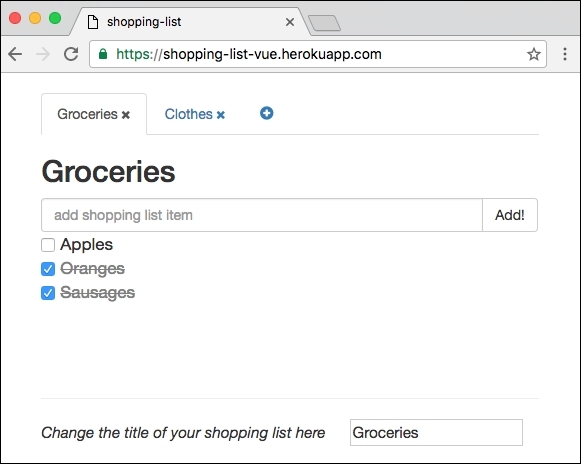 shopping-list
https://shopping-list-vue.herokuapp.com
Groceries Clothes
Groceries
add shopping list item Add!
Apples
Oranges
Sausages
Change the title of your shopping list here Groceries